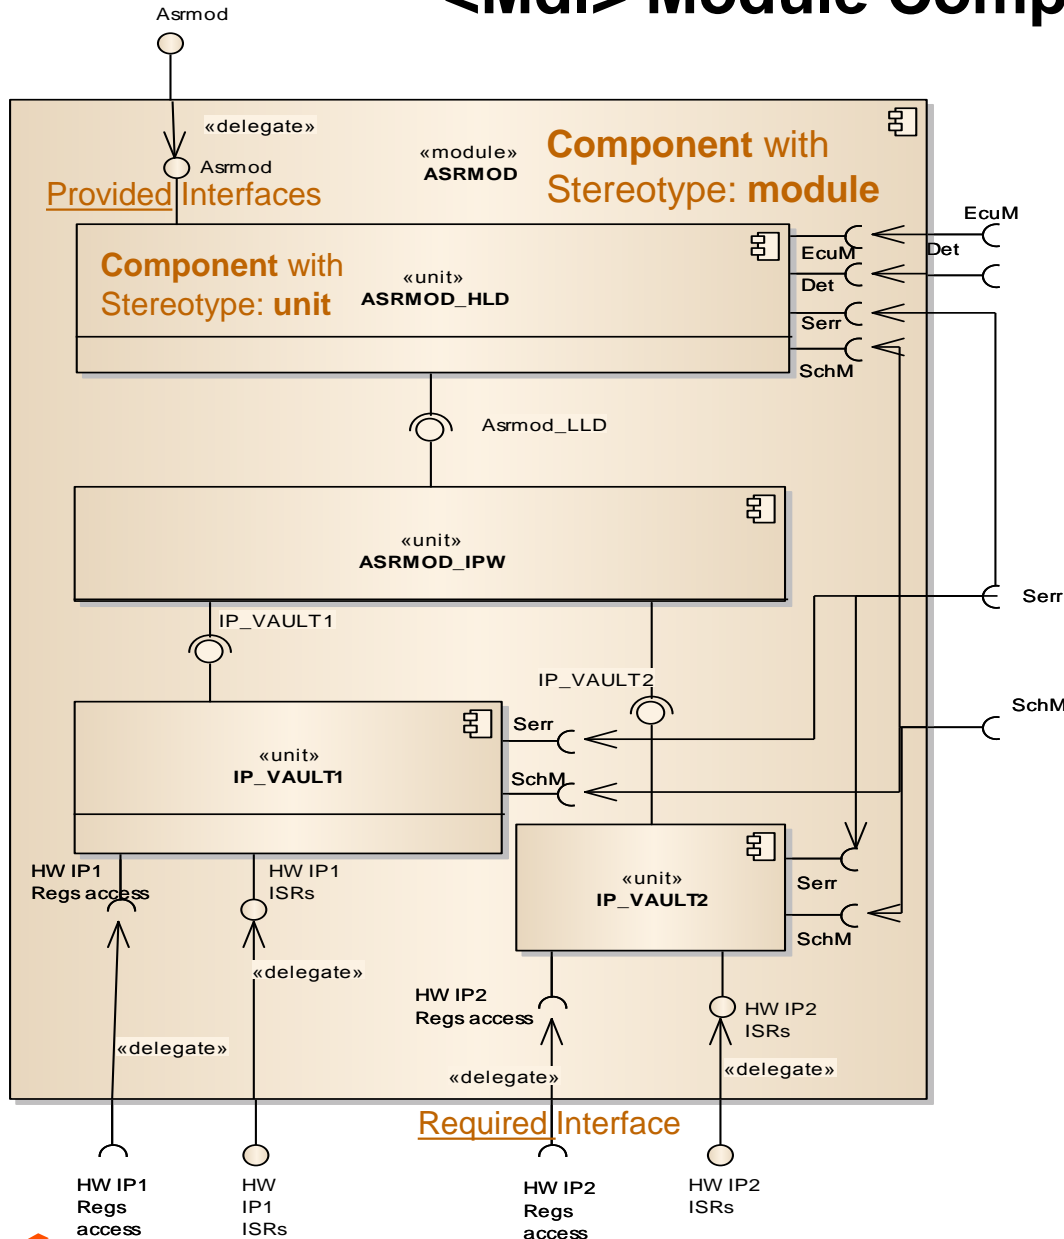 <Mdl> Module Comp
Asrmod
«delegate»
Asrmod
Provided Interfaces
«module»
ASRMOD
Component with
Stereotype: module
EcuM
Det
Component with
Stereotype: unit
«unit»
ASRMOD_HLD
EcuM
Det
Serr
SchM
Asrmod_LLD
«unit»
ASRMOD_IPW
Serr
IP_VAULT1
IP_VAULT2
SchM
«unit»
IP_VAULT1
Serr
SchM
HW IP1
Regs access
HW IP1
ISRs
«unit»
IP_VAULT2
Serr
SchM
«delegate»
HW IP2
Regs access
HW IP2
ISRs
«delegate»
«delegate»
«delegate»
Required Interface
HW IP1
Regs
access
HW
IP1
ISRs
HW IP2
Regs
access
HW IP2
ISRs